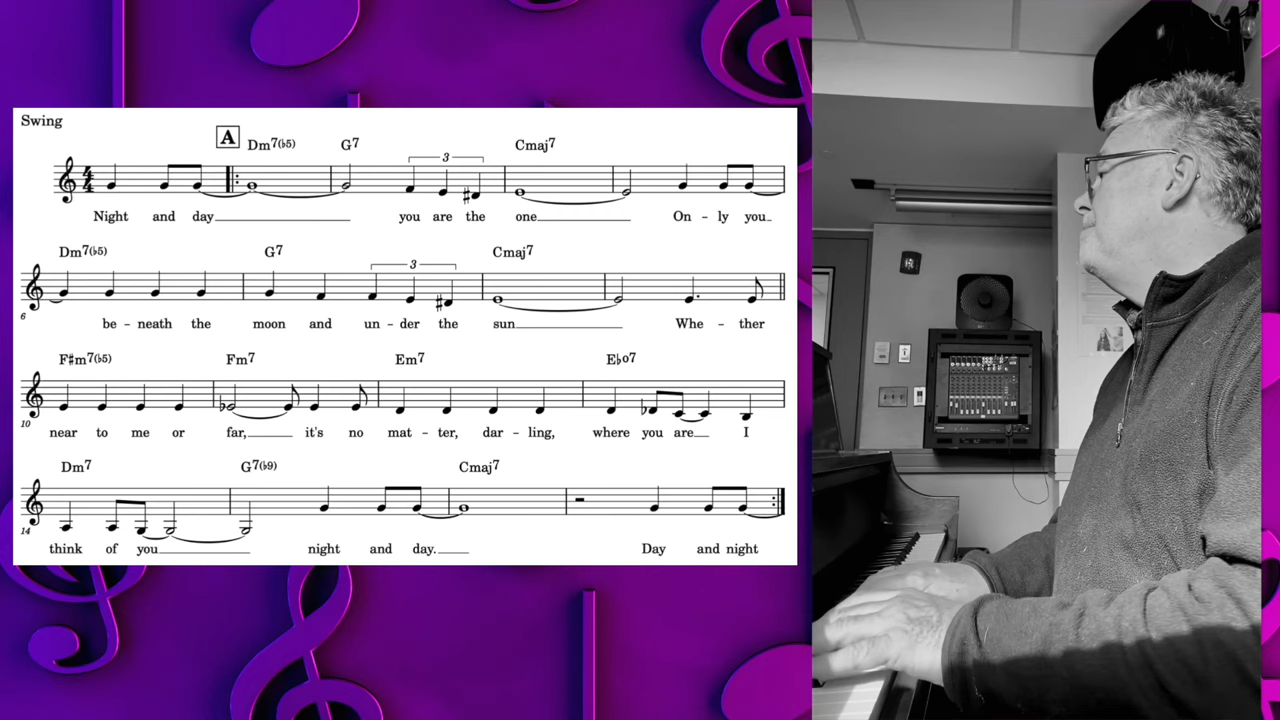 Swing
A Dm7(♭5) G7 3 Cmaj7
4
4
Night and day you are the one On - ly you
Dm7(♭5) G7 3 Cmaj7
6
be - neath the moon and un - der the sun Whe - ther
F♯m7(♭5) Fm7 Em7 E♭o7
10
near to me or far, it's no mat - ter, dar - ling, where you are I
Dm7 G7(♭9) Cmaj7
14
think of you night and day. Day and night